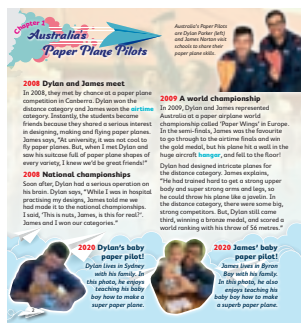 Chapter 1
Australia's
Paper Plane Pilots
Australia's Paper Pilots
are Dylan Parker (left)
and James Norton visit
schools to share their
paper plane skills.
2008 Dylan and James meet
In 2008, they met by chance at a paper plane
competition in Canberra. Dylan won the
distance category and James won the airtime
category. Instantly, the students became
friends because they shared a serious interest
in designing, making and flying paper planes.
James says, "At university, it was not cool to
fly paper planes. But, when I met Dylan and
saw his suitcase full of paper plane shapes of
every variety, I knew we'd be great friends!"
2008 National championships
Soon after, Dylan had a serious operation on
his brain. Dylan says, "While I was in hospital
practising my designs, James told me we
had made it to the national championships.
I said, 'This is nuts, James, is this for real?'.
James and I won our categories."
2009 A world championship
In 2009, Dylan and James represented
Australia at a paper airplane world
championship called 'Paper Wings' in Europe.
In the semi-finals, James was the favourite
to go through to the airtime finals and win
the gold medal, but his plane hit a wall in the
huge aircraft hangar, and fell to the floor!
Dylan had designed intricate planes for
the distance category. James explains,
"He had trained hard to get a strong upper
body and super strong arms and legs, so
he could throw his plane like a javelin. In
the distance category, there were some big,
strong competitors. But, Dylan still came
third, winning a bronze medal, and scored a
world ranking with his throw of 56 metres."
2020 Dylan's baby
paper pilot!
Dylan lives in Sydney
with his family. In
this photo, he enjoys
teaching his baby
boy how to make a
super paper plane.
2020 James' baby
paper pilot!
James lives in Byron
Bay with his family.
In this photo, he also
enjoys teaching his
baby boy how to make a
superb paper plane.
2